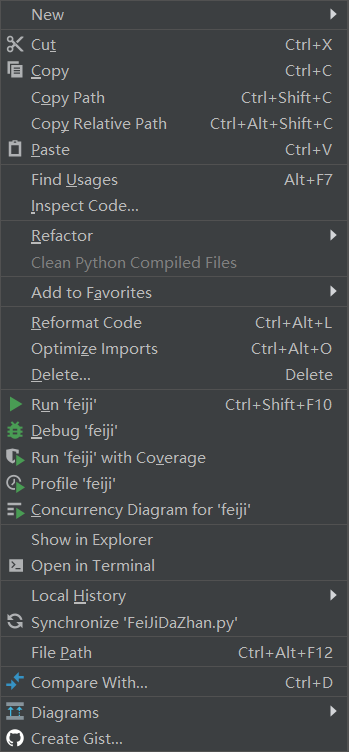 New
Cut Ctrl+X
Copy Ctrl+C
Copy Path Ctrl+Shift+C
Copy Relative Path Ctrl+Alt+Shift+C
Paste Ctrl+V
Find Usages Alt+F7
Inspect Code...
Refactor
Clean Python Compiled Files
Add to Favorites
Reformat Code Ctrl+Alt+L
Optimize Imports Ctrl+Alt+O
Delete... Delete
Run 'feiji' Ctrl+Shift+F10
Debug 'feiji'
Run 'feiji' with Coverage
Profile 'feiji'
Concurrency Diagram for 'feiji'
Show in Explorer
Open in Terminal
Local History
Synchronize 'FeiJiDaZhan.py'
File Path Ctrl+Alt+F12
Compare With... Ctrl+D
Diagrams
Create Gist...